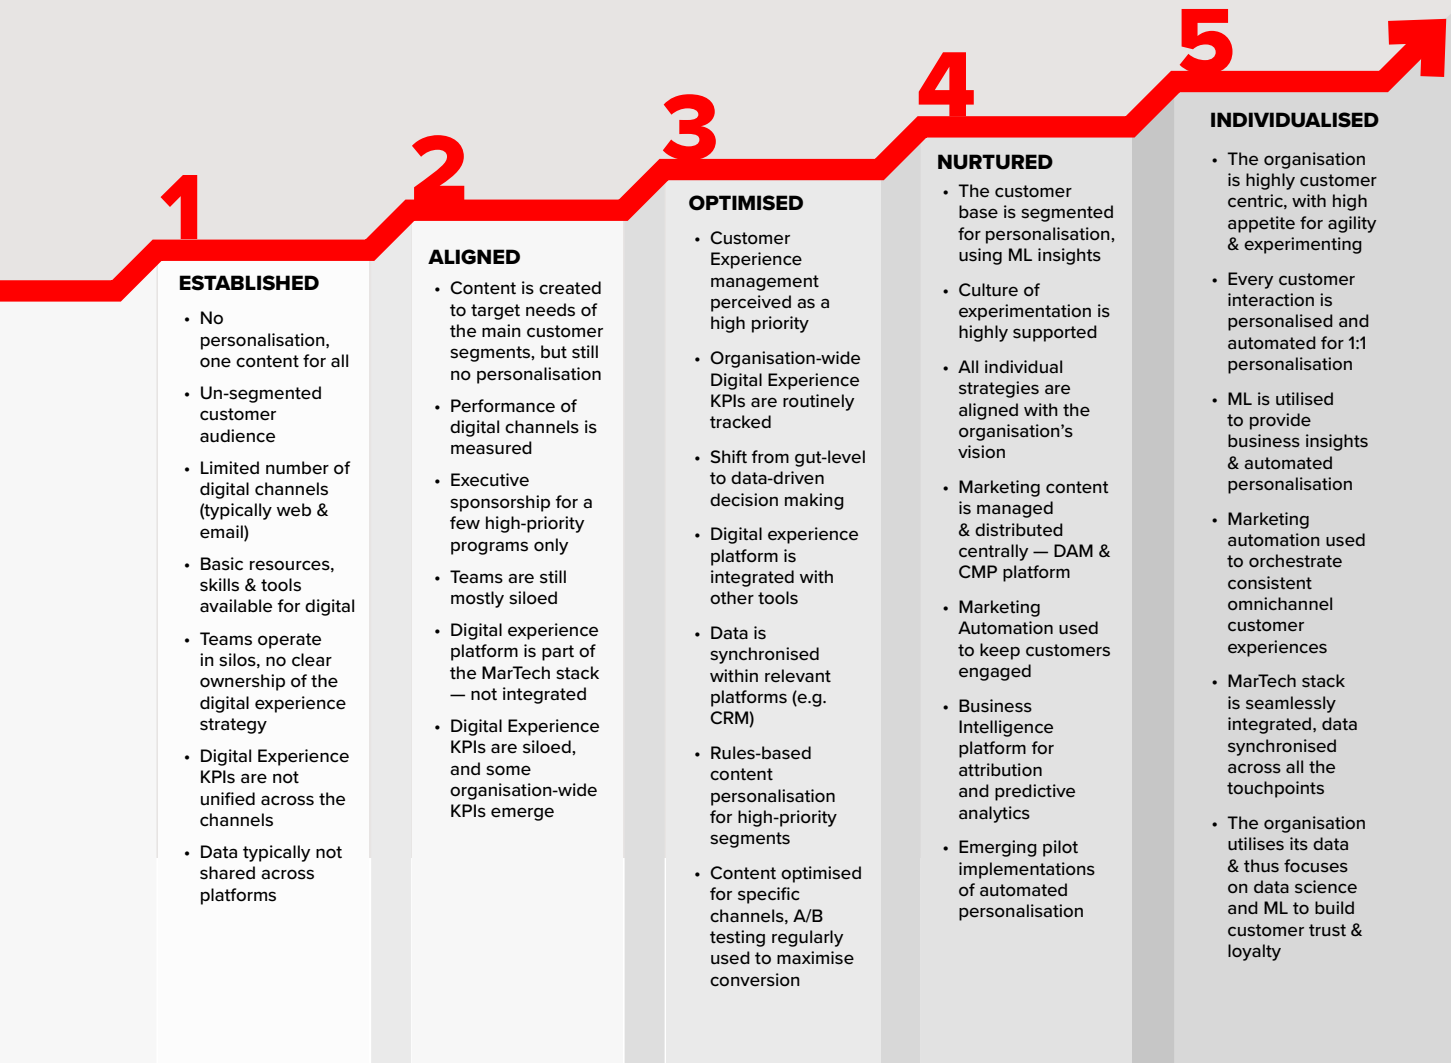 1
ESTABLISHED
• No
personalisation,
one content for all
• Un-segmented
customer
audience
• Limited number of
digital channels
(typically web &
email)
• Basic resources,
skills & tools
available for digital
• Teams operate
in silos, no clear
ownership of the
digital experience
strategy
• Digital Experience
KPIs are not
unified across the
channels
• Data typically not
shared across
platforms
2
ALIGNED
• Content is created
to target needs of
the main customer
segments, but still
no personalisation
• Performance of
digital channels is
measured
• Executive
sponsorship for a
few high-priority
programs only
• Teams are still
mostly siloed
• Digital experience
platform is part of
the MarTech stack
— not integrated
• Digital Experience
KPIs are siloed,
and some
organisation-wide
KPIs emerge
3
OPTIMISED
• Customer
Experience
management
perceived as a
high priority
• Organisation-wide
Digital Experience
KPIs are routinely
tracked
• Shift from gut-level
to data-driven
decision making
• Digital experience
platform is
integrated with
other tools
• Data is
synchronised
within relevant
platforms (e.g.
CRM)
• Rules-based
content
personalisation
for high-priority
segments
• Content optimised
for specific
channels, A/B
testing regularly
used to maximise
conversion
4
NURTURED
• The customer
base is segmented
for personalisation,
using ML insights
• Culture of
experimentation is
highly supported
• All individual
strategies are
aligned with the
organisation’s
vision
• Marketing content
is managed
& distributed
centrally — DAM &
CMP platform
• Marketing
Automation used
to keep customers
engaged
• Business
Intelligence
platform for
attribution
and predictive
analytics
• Emerging pilot
implementations
of automated
personalisation
5
INDIVIDUALISED
• The organisation
is highly customer
centric, with high
appetite for agility
& experimenting
• Every customer
interaction is
personalised and
automated for 1:1
personalisation
• ML is utilised
to provide
business insights
& automated
personalisation
• Marketing
automation used
to orchestrate
consistent
omnichannel
customer
experiences
• MarTech stack
is seamlessly
integrated, data
synchronised
across all the
touchpoints
• The organisation
utilises its data
& thus focuses
on data science
and ML to build
customer trust &
loyalty